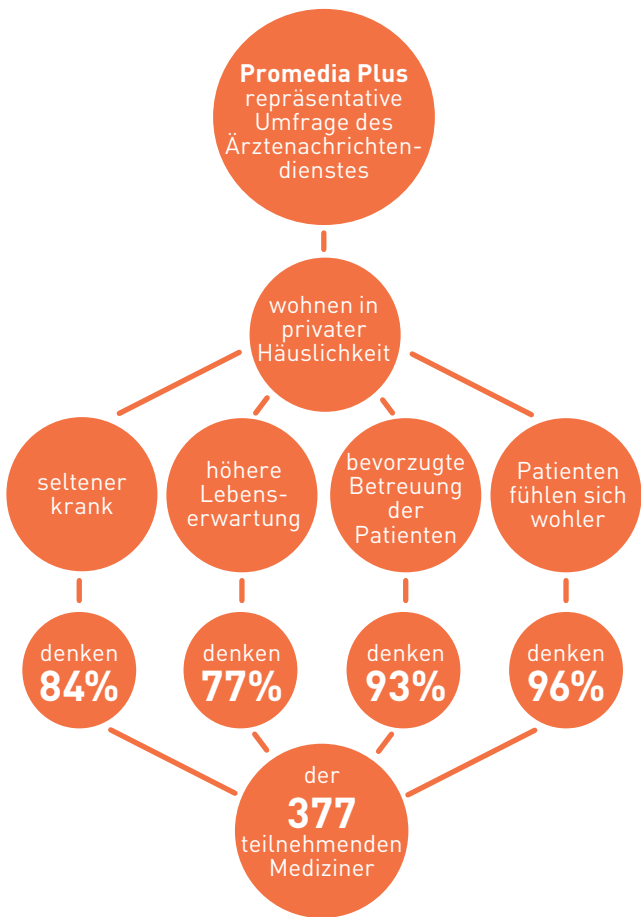 Promedia Plus
repräsentative
Umfrage des
Ärztenachrichten-
dienstes
wohnen in
privater
Häuslichkeit
seltener
krank
höhere
Lebens-
erwartung
bevorzugte
Betreuung
der
Patienten
Patienten
fühlen sich
wohler
denken
84%
denken
77%
denken
93%
denken
96%
der
377
teilnehmenden
Mediziner